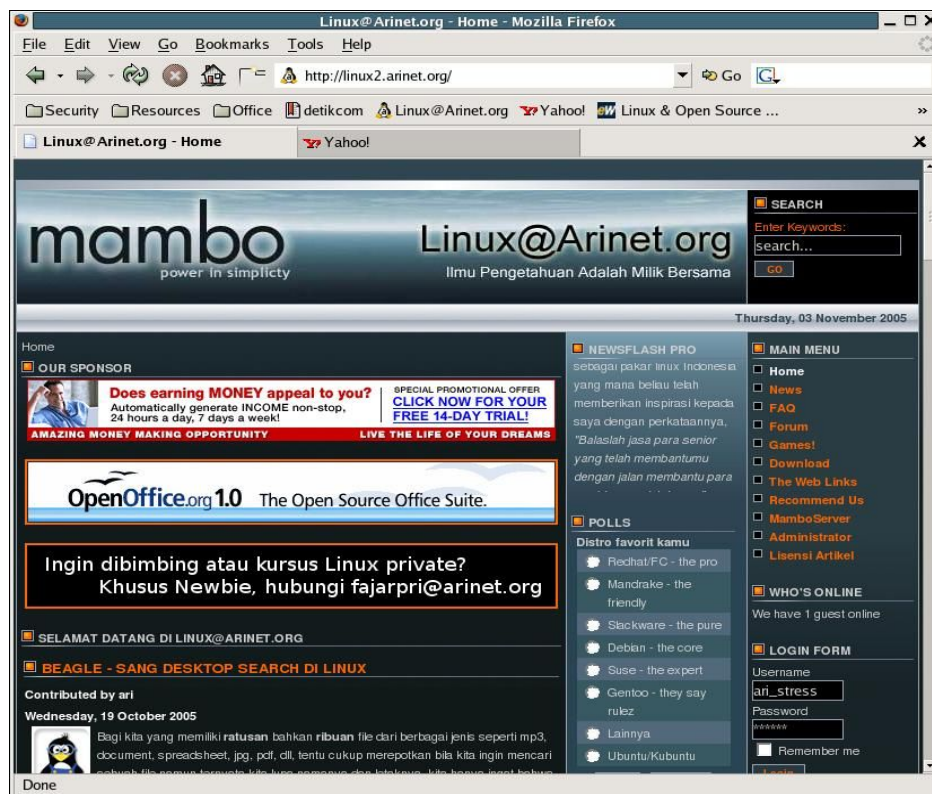 Linux@Arinet.org - Home - Mozilla Firefox
File Edit View Go Bookmarks Tools Help
http://linux2.arinet.org/ Go G
Security Resources Office detikcom Linux@Arinet.org Yahoo! Linux & Open Source ... »
Linux@Arinet.org - Home Yahoo!
mambo
power in simplicty
Linux@Arinet.org
Ilmu Pengetahuan Adalah Milik Bersama
SEARCH
Enter Keywords:
search...
GO
Thursday, 03 November 2005
Home
OUR SPONSOR
Does earning MONEY appeal to you?
Automatically generate INCOME non-stop,
24 hours a day, 7 days a week!
SPECIAL PROMOTIONAL OFFER
CLICK NOW FOR YOUR
FREE 14-DAY TRIAL!
AMAZING MONEY MAKING OPPORTUNITY LIVE THE LIFE OF YOUR DREAMS
OpenOffice.org 1.0 The Open Source Office Suite.
Ingin dibimbing atau kursus Linux private?
Khusus Newbie, hubungi fajarpri@arinet.org
SELAMAT DATANG DI LINUX@ARINET.ORG
BEAGLE - SANG DESKTOP SEARCH DI LINUX
Contributed by ari
Wednesday, 19 October 2005
Bagi kita yang memiliki ratusan bahkan ribuan file dari berbagai jenis seperti mp3,
document, spreadsheet, jpg, pdf, dll, tentu cukup merepotkan bila kita ingin mencari
NEWSFLASH PRO
sebagai pakar linux Indonesia
yang mana beliau telah
memberikan inspirasi kepada
saya dengan perkataannya,
"Balaslah jasa para senior
yang telah membantumu
dengan jalan membantu para
POLLS
Distro favorit kamu
Redhat/FC - the pro
Mandrake - the
friendly
Slackware - the pure
Debian - the core
Suse - the expert
Gentoo - they say
rulez
Lainnya
Ubuntu/Kubuntu
MAIN MENU
Home
News
FAQ
Forum
Games!
Download
The Web Links
Recommend Us
MamboServer
Administrator
Lisensi Artikel
WHO'S ONLINE
We have 1 guest online
LOGIN FORM
Username
ari_stress
Password
******
Remember me
Login
Done